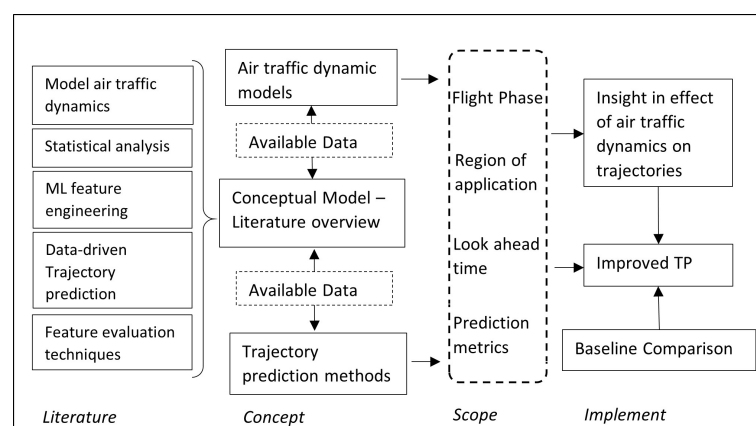 Model air traffic
dynamics
Statistical analysis
ML feature
engineering
Data-driven
Trajectory
prediction
Feature evaluation
techniques
Literature
Air traffic dynamic
models
Available Data
Conceptual Model –
Literature overview
Available Data
Trajectory
prediction methods
Concept
Flight Phase
Region of
application
Look ahead
time
Prediction
metrics
Scope
Insight in effect
of air traffic
dynamics on
trajectories
Improved TP
Baseline Comparison
Implement